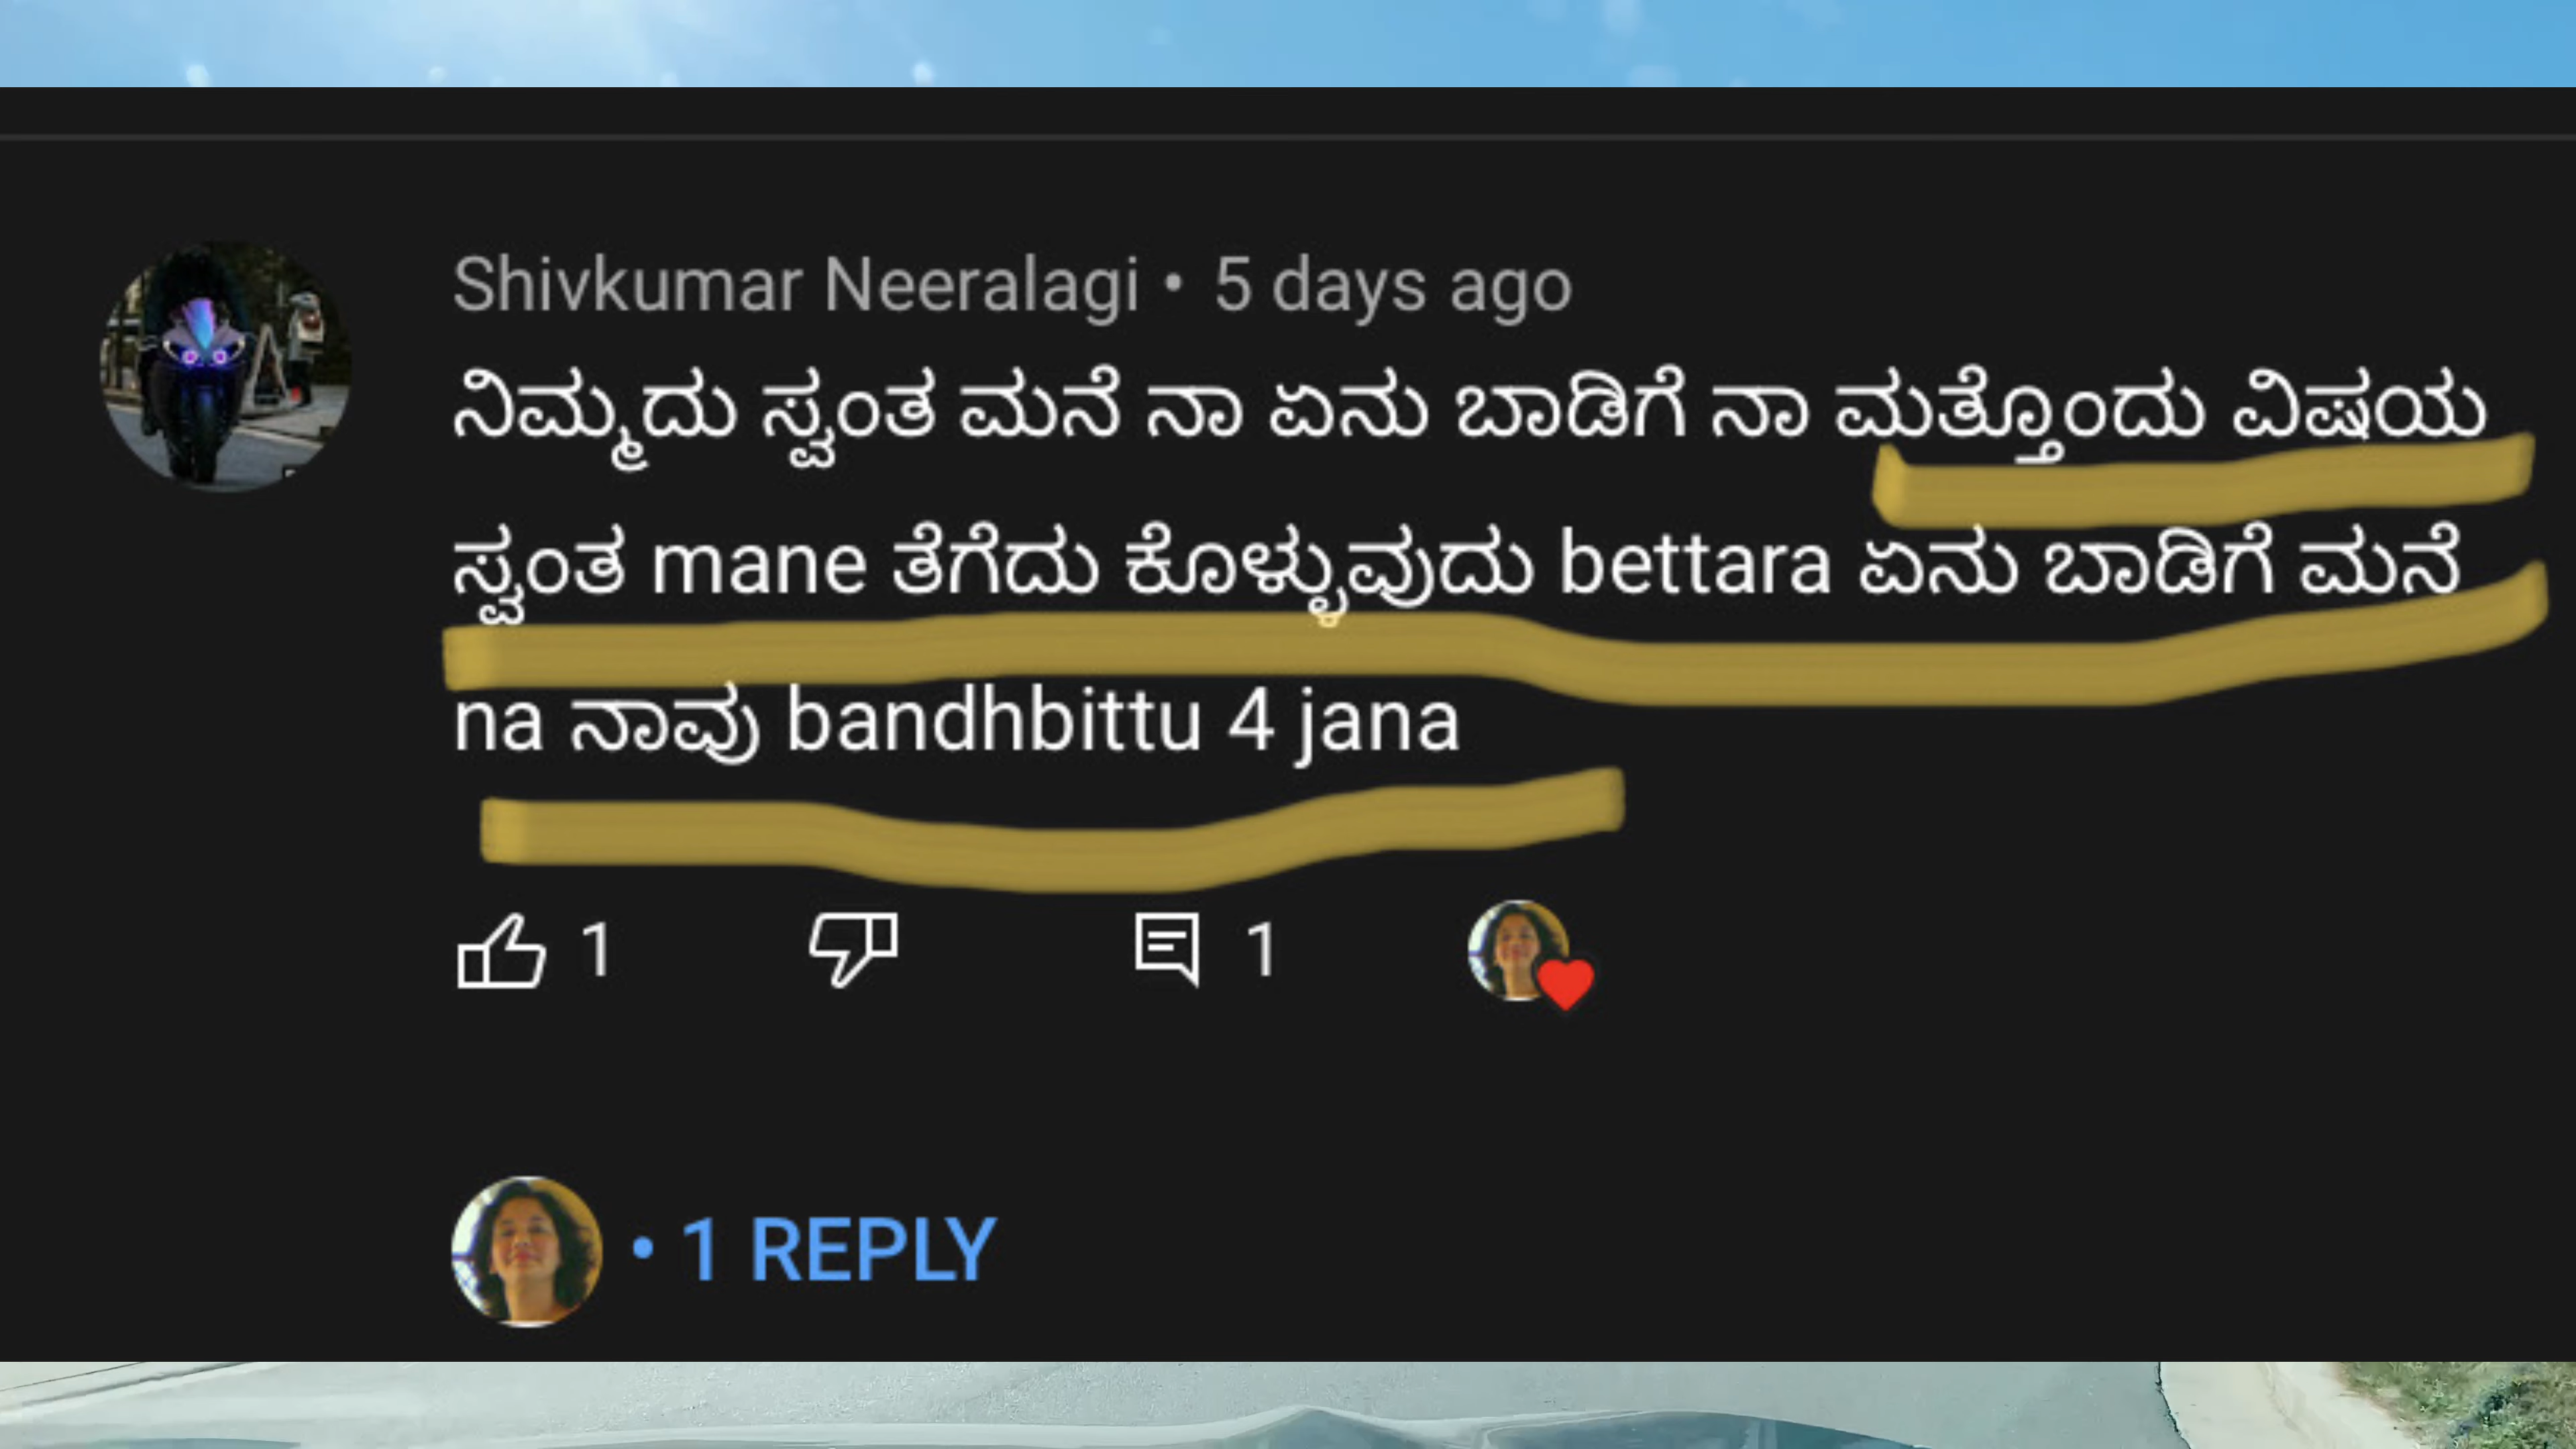 Shivkumar Neeralagi • 5 days ago
ನಿಮ್ಮದು ಸ್ವಂತ ಮನೆ ನಾ ಏನು ಬಾಡಿಗೆ ನಾ ಮತ್ತೊಂದು ವಿಷಯ
ಸ್ವಂತ mane ತೆಗೆದು ಕೊಳ್ಳುವುದು bettara ಏನು ಬಾಡಿಗೆ ಮನೆ
na ನಾವು bandhbittu 4 jana
1 1
• 1 REPLY